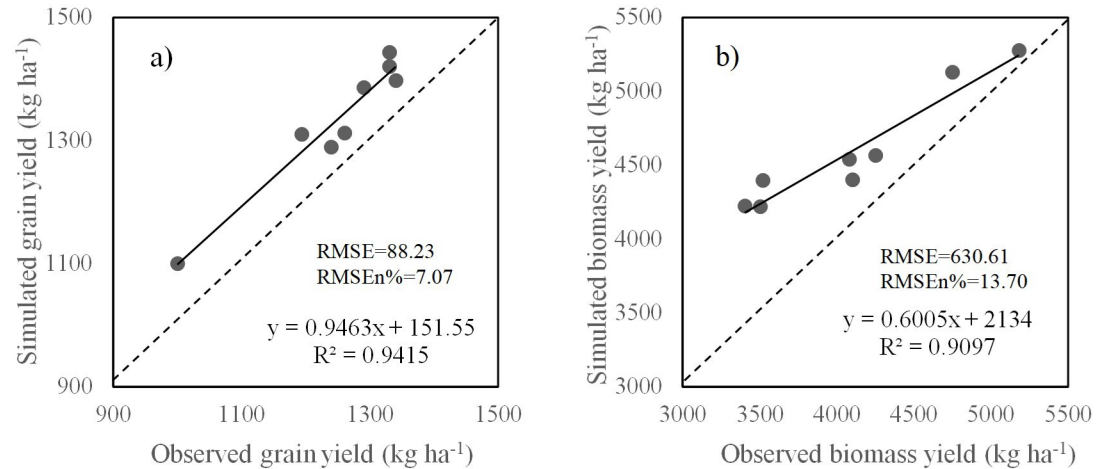 a)
Simulated grain yield (kg ha⁻¹)
1500
1300
1100
900
RMSE=88.23
RMSEn%=7.07
y = 0.9463x + 151.55
R² = 0.9415
900 1100 1300 1500
Observed grain yield (kg ha⁻¹)
b)
Simulated biomass yield (kg ha⁻¹)
5500
5000
4500
4000
3500
3000
RMSE=630.61
RMSEn%=13.70
y = 0.6005x + 2134
R² = 0.9097
3000 3500 4000 4500 5000 5500
Observed biomass yield (kg ha⁻¹)